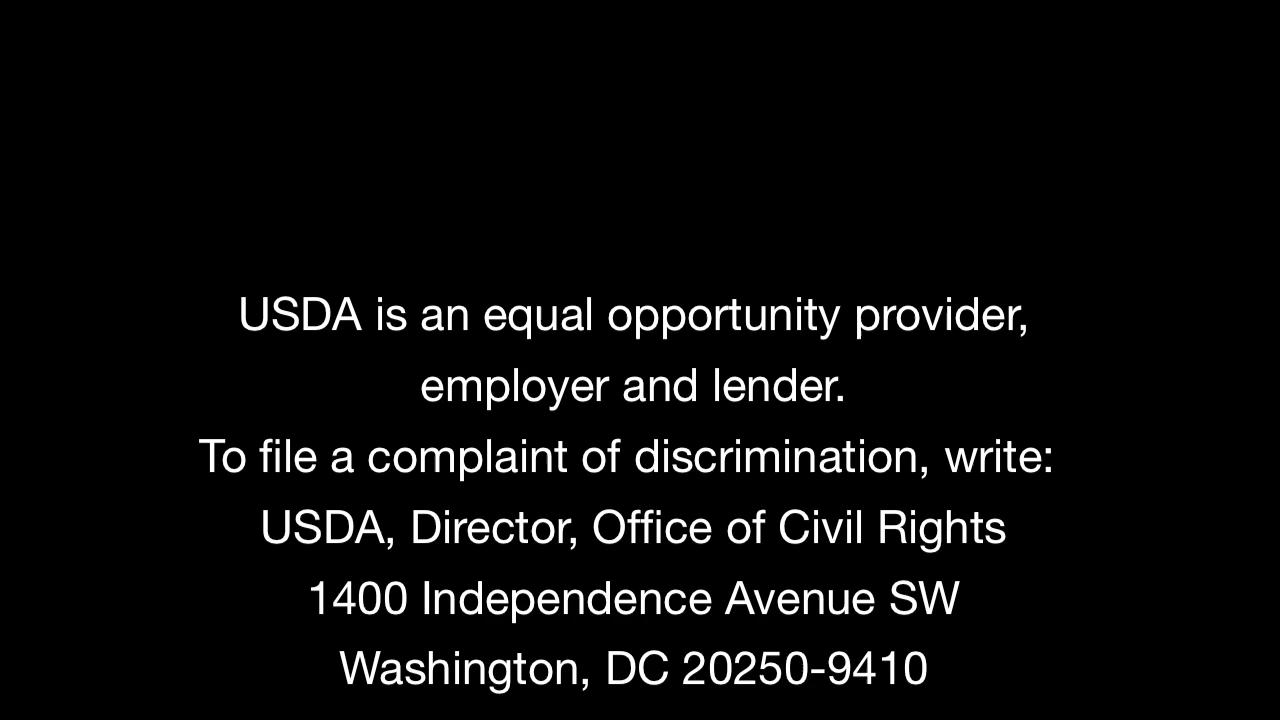 USDA is an equal opportunity provider,
employer and lender.
To file a complaint of discrimination, write:
USDA, Director, Office of Civil Rights
1400 Independence Avenue SW
Washington, DC 20250-9410